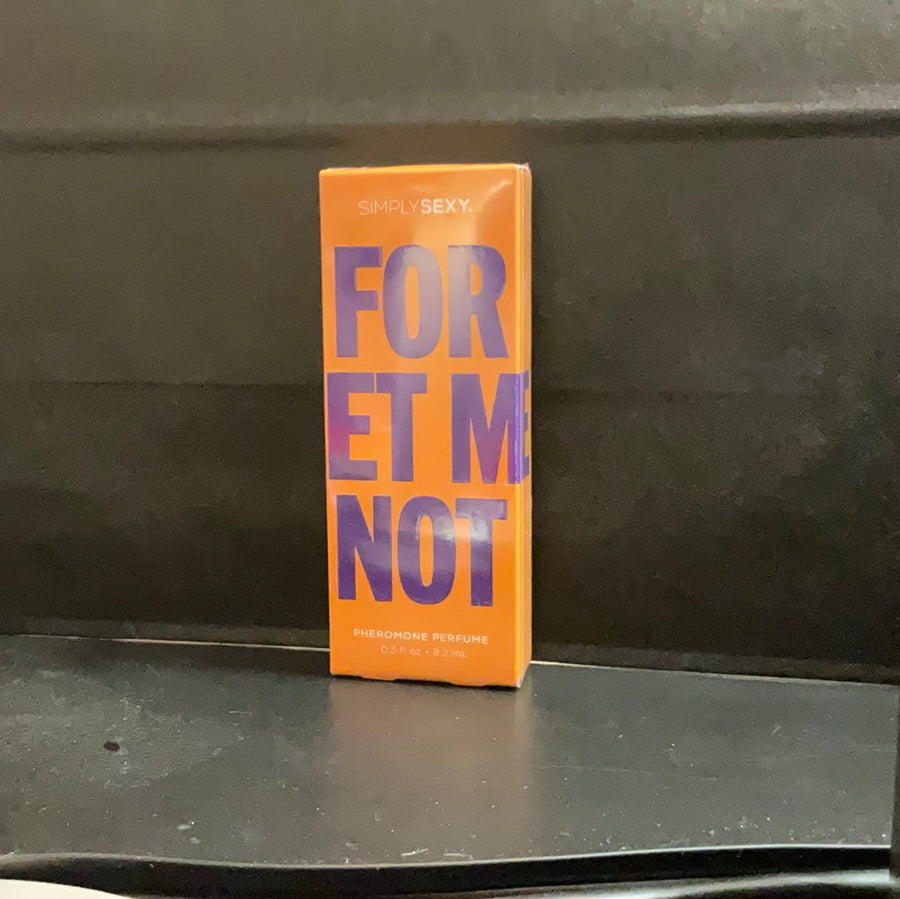 SIMPLYSEXY.
FOR
ET ME
NOT
PHEROMONE PERFUME
0.3 fl oz • 9.2 mL